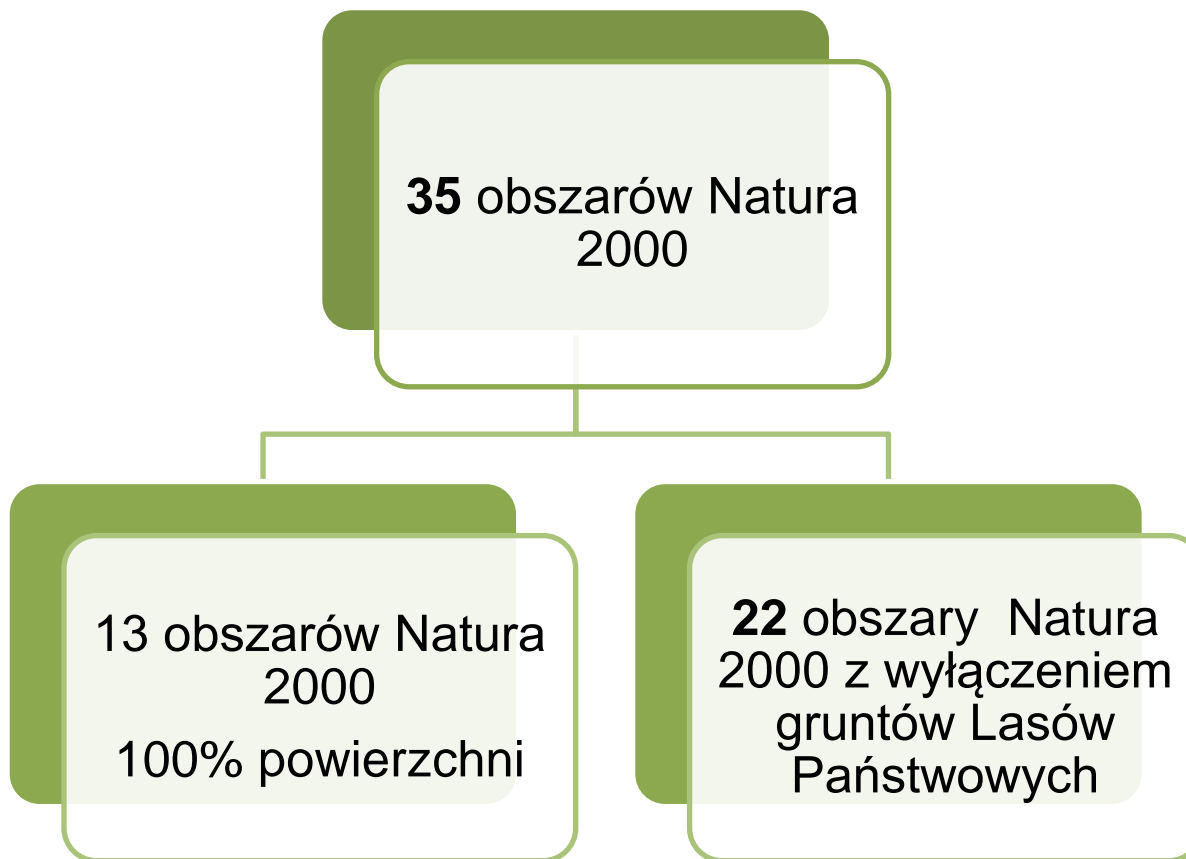 35 obszarów Natura
2000
13 obszarów Natura
2000
100% powierzchni
22 obszary  Natura
2000 z wyłączeniem
gruntów Lasów
Państwowych